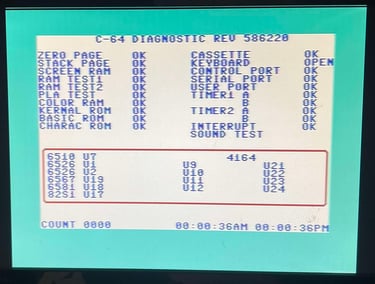 C-64 DIAGNOSTIC REV 586220
ZERO PAGE OK CASSETTE OK
STACK PAGE OK KEYBOARD OPEN
SCREEN RAM OK CONTROL PORT OK
RAM TEST1 OK SERIAL PORT OK
RAM TEST2 OK USER PORT OK
PLA TEST OK TIMER1 A OK
COLOR RAM OK B OK
KERNAL ROM OK TIMER2 A OK
BASIC ROM OK B OK
CHARAC ROM OK INTERRUPT OK
SOUND TEST
6510 U7 4164
6526 U1 U9 U21
6526 U2 U10 U22
6567 U19 U11 U23
6581 U18 U12 U24
82S1 U17
COUNT 0000 00:00:36AM 00:00:36PM